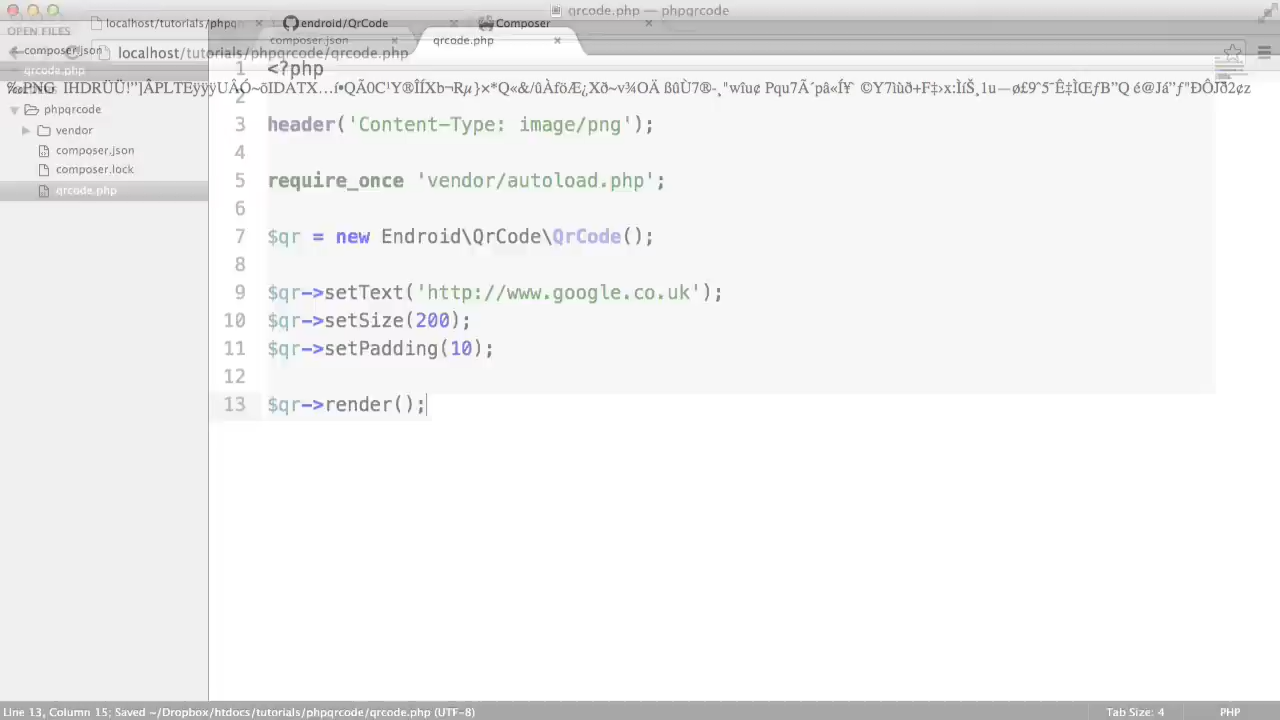 qrcode.php — phpqrcode
localhost/tutorials/phpq
endroid/QrCode
Composer
OPEN FILES
composer.json
qrcode.php
composer.json
qrcode.php
localhost/tutorials/phpqrcode/qrcode.php
phpqrcode
vendor
composer.json
composer.lock
qrcode.php
1 <?php
2
3 header('Content-Type: image/png');
4
5 require_once 'vendor/autoload.php';
6
7 $qr = new Endroid\QrCode\QrCode();
8
9 $qr->setText('http://www.google.co.uk');
10 $qr->setSize(200);
11 $qr->setPadding(10);
12
13 $qr->render();
Line 13, Column 15; Saved ~/Dropbox/htdocs/tutorials/phpqrcode/qrcode.php (UTF-8)
Tab Size: 4
PHP